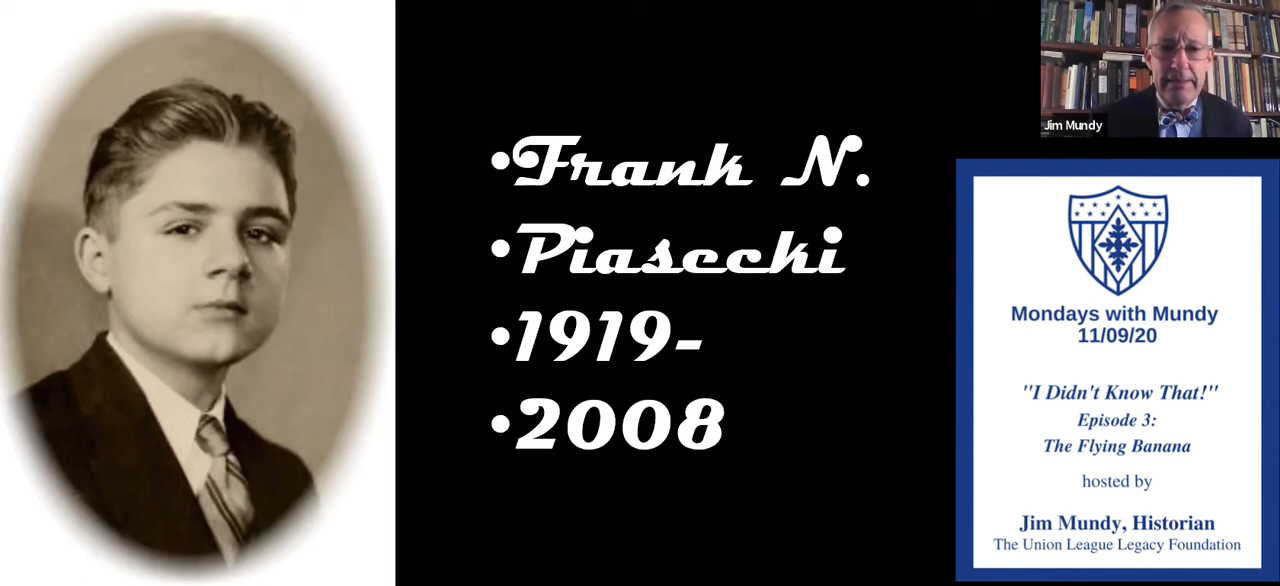 •Frank N.
•Piasecki
•1919-
•2008
Jim Mundy
Mondays with Mundy
11/09/20
"I Didn't Know That!"
Episode 3:
The Flying Banana
hosted by
Jim Mundy, Historian
The Union League Legacy Foundation